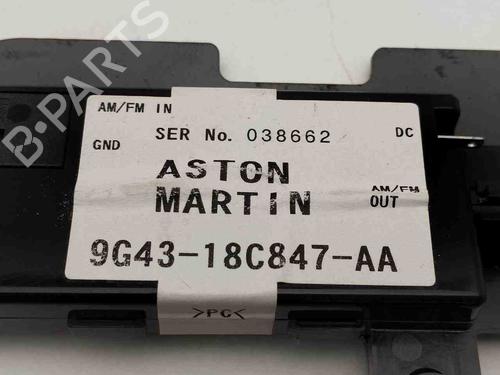 AM/FM IN
SER No. 038662
DC
GND
ASTON
MARTIN
AM/FM
OUT
9G43-18C847-AA
>PC<
B-PARTS